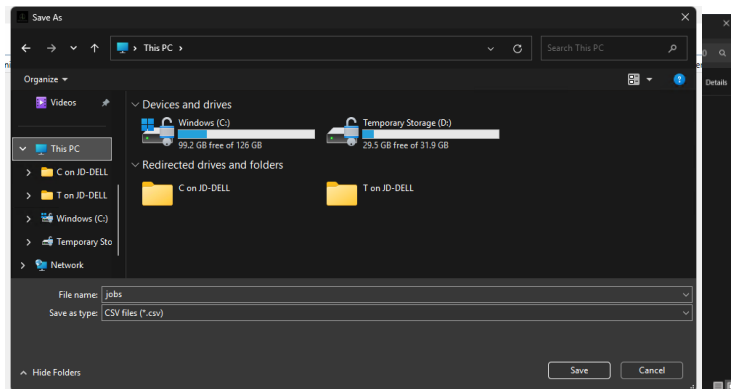 Save As
This PC
Search This PC
Organize
Details
Videos
Devices and drives
Windows (C:)
99.2 GB free of 126 GB
Temporary Storage (D:)
29.5 GB free of 31.9 GB
This PC
C on JD-DELL
T on JD-DELL
Windows (C:)
Temporary Sto
Network
Redirected drives and folders
C on JD-DELL
T on JD-DELL
File name: jobs
Save as type: CSV files (*.csv)
Hide Folders
Save
Cancel